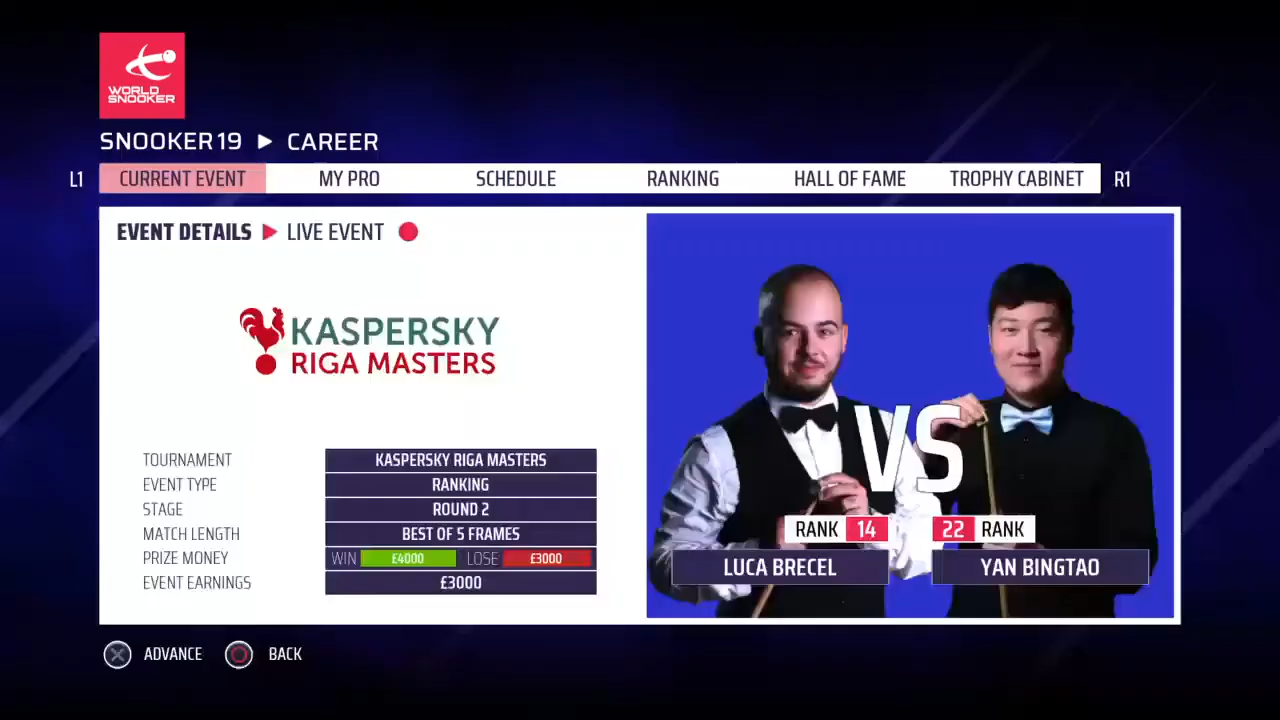 WORLD
SNOOKER
SNOOKER 19 ► CAREER
L1 CURRENT EVENT MY PRO SCHEDULE RANKING HALL OF FAME TROPHY CABINET R1
EVENT DETAILS ► LIVE EVENT
KASPERSKY
RIGA MASTERS
TOURNAMENT KASPERSKY RIGA MASTERS
EVENT TYPE RANKING
STAGE ROUND 2
MATCH LENGTH BEST OF 5 FRAMES
PRIZE MONEY WIN £4000 LOSE £3000
EVENT EARNINGS £3000
VS
RANK 14 22 RANK
LUCA BRECEL YAN BINGTAO
ADVANCE BACK